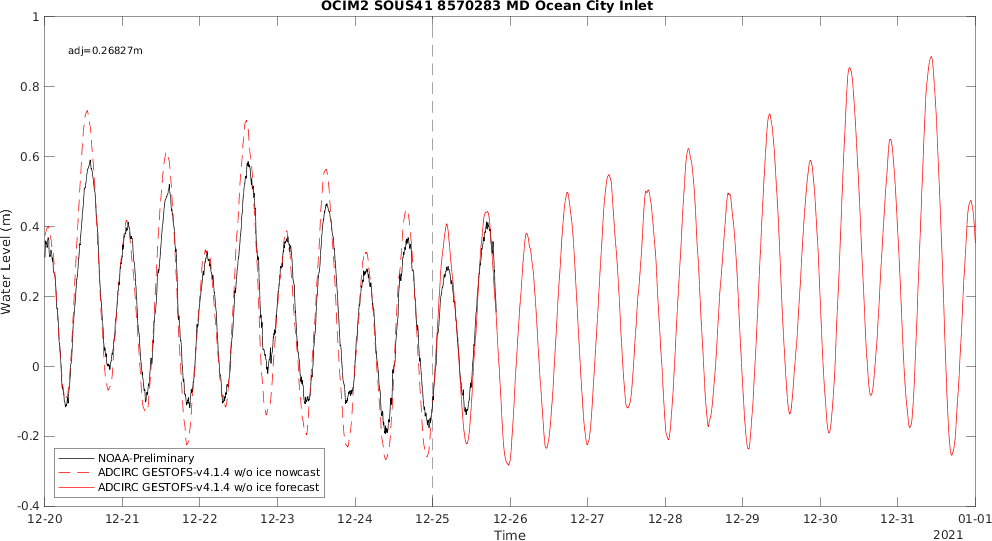 OCIM2 SOUS41 8570283 MD Ocean City Inlet
adj=0.26827m
Water Level (m)
1
0.8
0.6
0.4
0.2
0
-0.2
-0.4
NOAA-Preliminary
ADCIRC GESTOFS-v4.1.4 w/o ice nowcast
ADCIRC GESTOFS-v4.1.4 w/o ice forecast
12-20 12-21 12-22 12-23 12-24 12-25 12-26 12-27 12-28 12-29 12-30 12-31 01-01
Time
2021